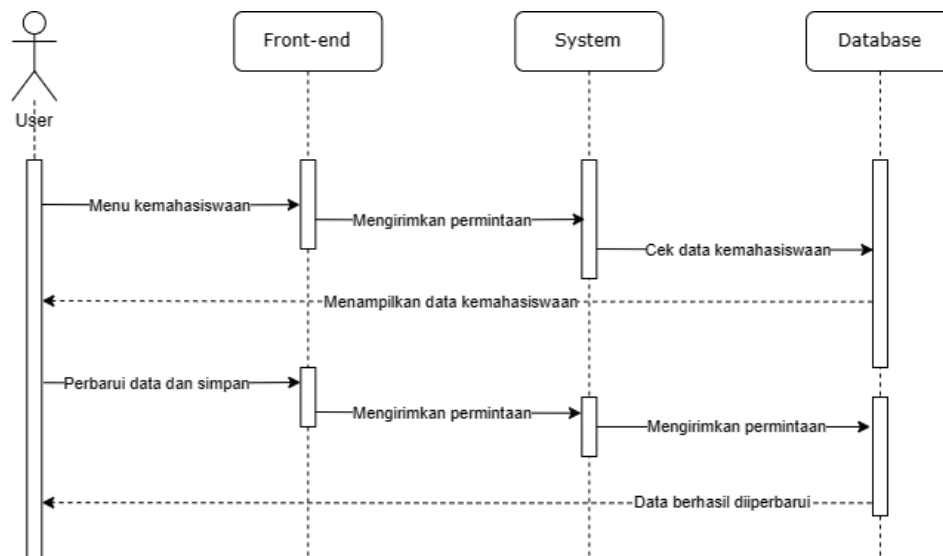 Front-end
System
Database
User
Menu kemahasiswaan
Mengirimkan permintaan
Cek data kemahasiswaan
Menampilkan data kemahasiswaan
Perbarui data dan simpan
Mengirimkan permintaan
Mengirimkan permintaan
Data berhasil diiperbarui